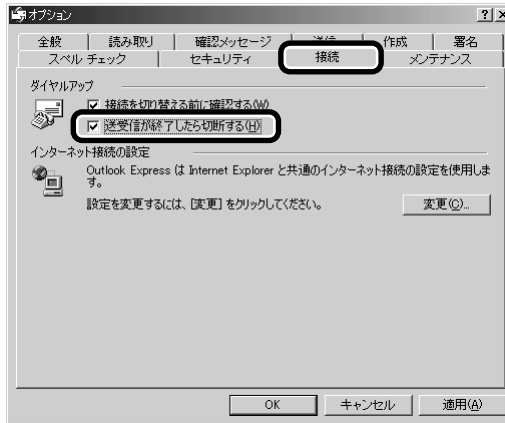 オプション
全般 読み取り 確認メッセージ 送信 作成 署名
スペル チェック セキュリティ 接続 メンテナンス
ダイヤルアップ
接続を切り替える前に確認する(W)
送受信が終了したら切断する(H)
インターネット接続の設定
Outlook Express は Internet Explorer と共通のインターネット接続の設定を使用しま
す。
設定を変更するには、[変更] をクリックしてください。
変更(C)...
OK キャンセル 適用(A)